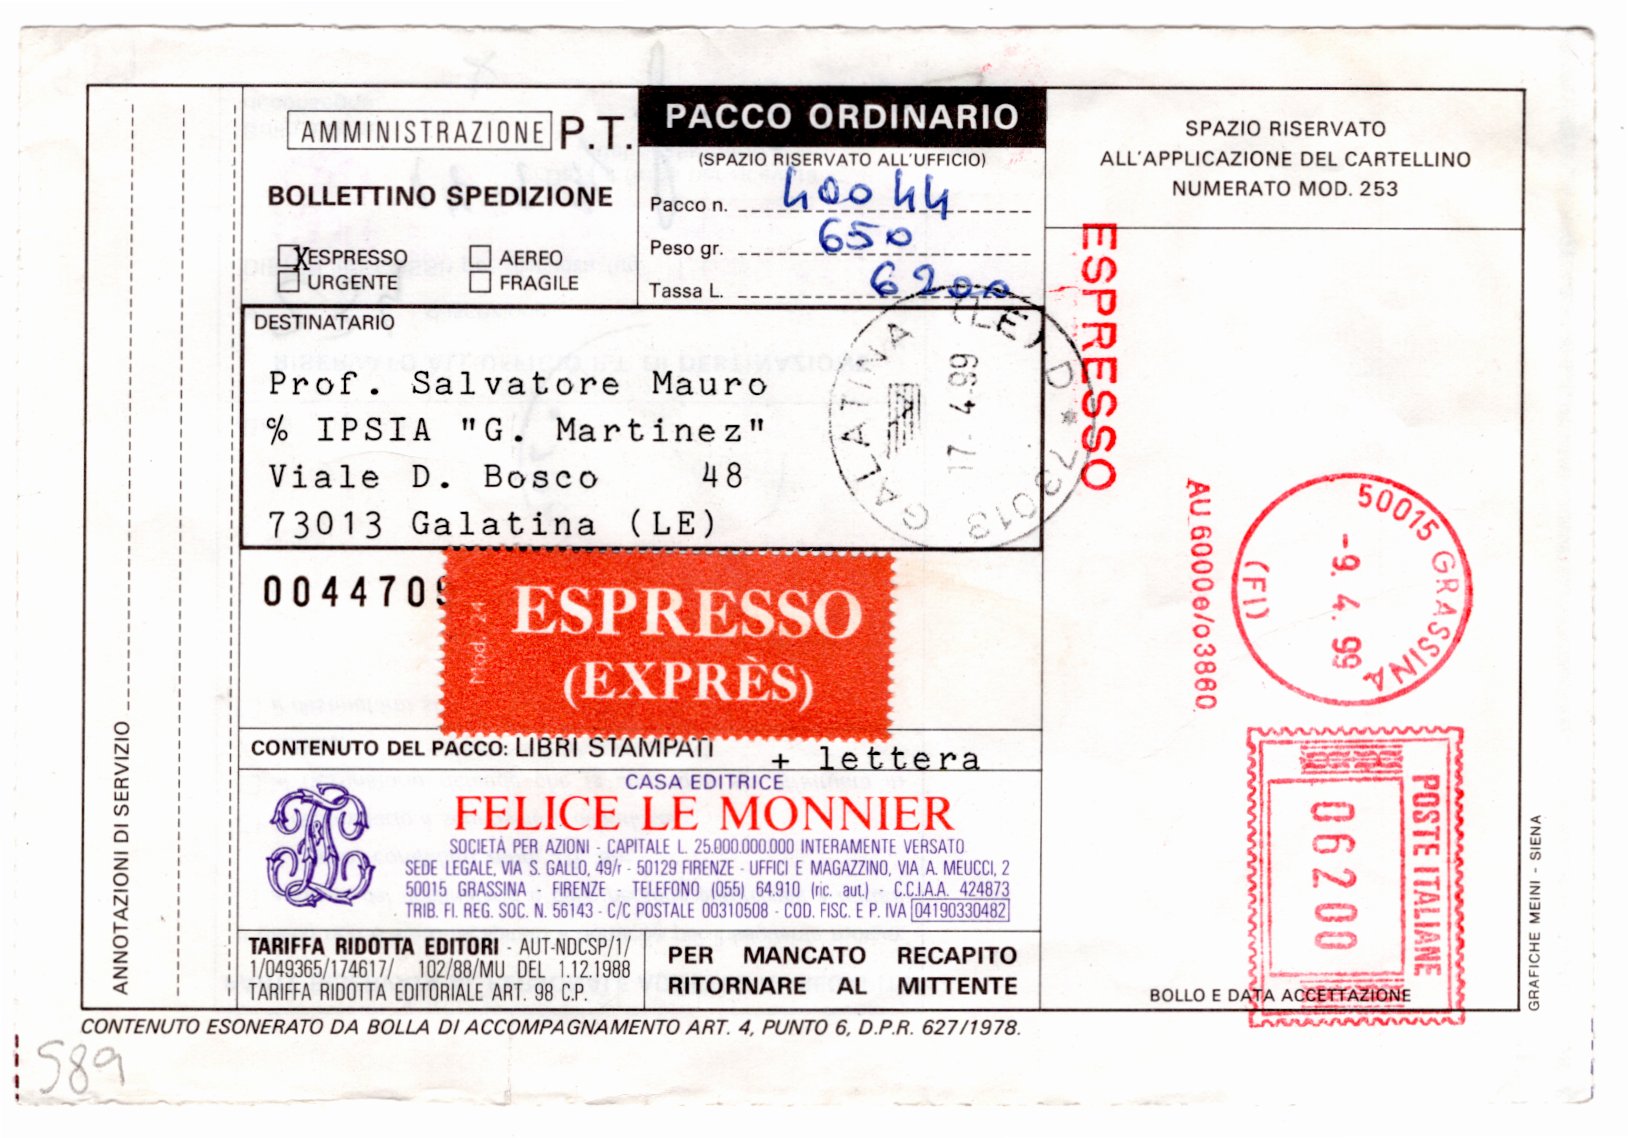 AMMINISTRAZIONE P.T.
BOLLETTINO SPEDIZIONE
X ESPRESSO
AEREO
URGENTE
FRAGILE
PACCO ORDINARIO
(SPAZIO RISERVATO ALL'UFFICIO)
Pacco n. 40044
Peso gr. 650
Tassa L. 6200
SPAZIO RISERVATO
ALL'APPLICAZIONE DEL CARTELLINO
NUMERATO MOD. 253
ESPRESSO
DESTINATARIO
Prof. Salvatore Mauro
% IPSIA "G. Martinez"
Viale D. Bosco 48
73013 Galatina (LE)
GALATINA (LE) D * 73013
17. 4.99
AU 6000e/o3860
50015 GRASSINA
-9. 4. 99
(FI)
004470
Mod. 24
ESPRESSO
(EXPRÈS)
CONTENUTO DEL PACCO: LIBRI STAMPATI + lettera
CASA EDITRICE
FELICE LE MONNIER
SOCIETÀ PER AZIONI - CAPITALE L. 25.000.000.000 INTERAMENTE VERSATO
SEDE LEGALE, VIA S. GALLO, 49/r - 50129 FIRENZE - UFFICI E MAGAZZINO, VIA A. MEUCCI, 2
50015 GRASSINA - FIRENZE - TELEFONO (055) 64.910 (ric. aut.) - C.C.I.A.A. 424873
TRIB. FI. REG. SOC. N. 56143 - C/C POSTALE 00310508 - COD. FISC. E P. IVA 04190330482
TARIFFA RIDOTTA EDITORI - AUT-NDCSP/1/
1/049365/174617/ 102/88/MU DEL 1.12.1988
TARIFFA RIDOTTA EDITORIALE ART. 98 C.P.
PER MANCATO RECAPITO
RITORNARE AL MITTENTE
POSTE ITALIANE
06200
BOLLO E DATA ACCETTAZIONE
ANNOTAZIONI DI SERVIZIO
GRAFICHE MEINI - SIENA
CONTENUTO ESONERATO DA BOLLA DI ACCOMPAGNAMENTO ART. 4, PUNTO 6, D.P.R. 627/1978.
589